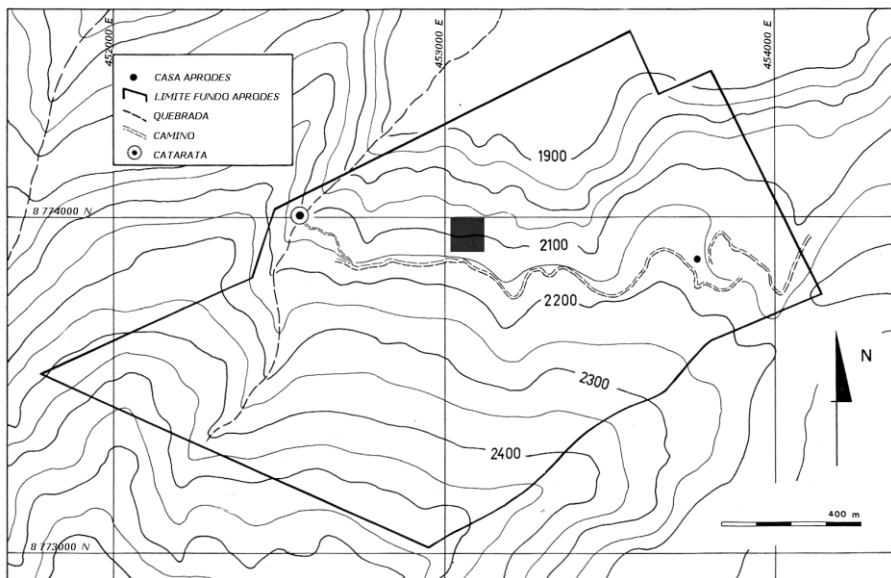 452000 E
453000 E
454000 E
CASA APRODES
LIMITE FUNDO APRODES
QUEBRADA
CAMINO
CATARATA
1900
8 774000 N
2100
2200
N
2300
2400
400 m
8 773000 N